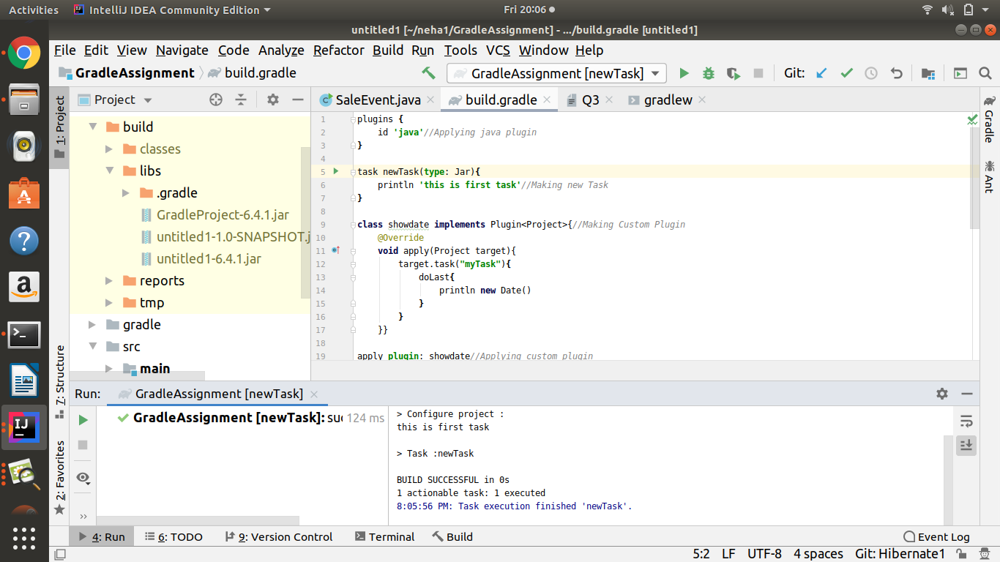 Activities IntelliJ IDEA Community Edition Fri 20:06
untitled1 [~/neha1/GradleAssignment] - .../build.gradle [untitled1]
File Edit View Navigate Code Analyze Refactor Build Run Tools VCS Window Help
GradleAssignment build.gradle GradleAssignment [newTask] Git:
1: Project
7: Structure
2: Favorites
Project
build
classes
libs
.gradle
GradleProject-6.4.1.jar
untitled1-1.0-SNAPSHOT.j
untitled1-6.4.1.jar
reports
tmp
gradle
src
main
SaleEvent.java build.gradle Q3 gradlew
1 plugins {
2 id 'java'//Applying java plugin
3 }
4
5 task newTask(type: Jar){
6 println 'this is first task'//Making new Task
7 }
8
9 class showdate implements Plugin<Project>{//Making Custom Plugin
10 @Override
11 void apply(Project target){
12 target.task("myTask"){
13 doLast{
14 println new Date()
15 }
16 }
17 }}
18
19 apply plugin: showdate//Applying custom plugin
Gradle
Ant
Run: GradleAssignment [newTask]
GradleAssignment [newTask]: suc 124 ms
> Configure project :
this is first task
> Task :newTask
BUILD SUCCESSFUL in 0s
1 actionable task: 1 executed
8:05:56 PM: Task execution finished 'newTask'.
4: Run 6: TODO 9: Version Control Terminal Build Event Log
5:2 LF UTF-8 4 spaces Git: Hibernate1